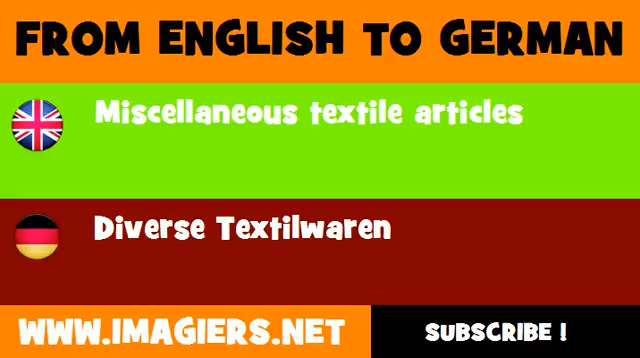 FROM ENGLISH TO GERMAN
Miscellaneous textile articles
Diverse Textilwaren
WWW.IMAGIERS.NET
SUBSCRIBE !